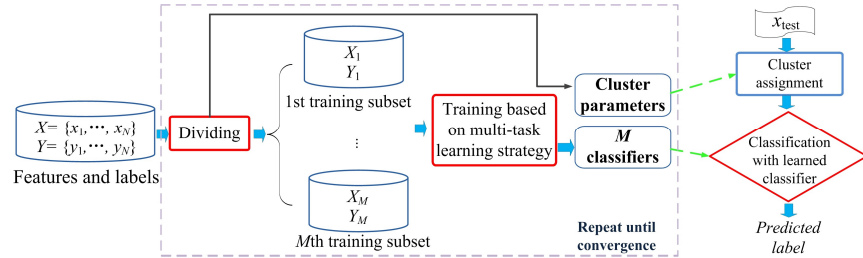 X= {x1,···, xN}
Y= {y1,···, yN}
Features and labels
Dividing
X1
Y1
1st training subset
⋮
XM
YM
Mth training subset
Training based
on multi-task
learning strategy
Cluster
parameters
M
classifiers
Repeat until
convergence
xtest
Cluster
assignment
Classification
with learned
classifier
Predicted
label